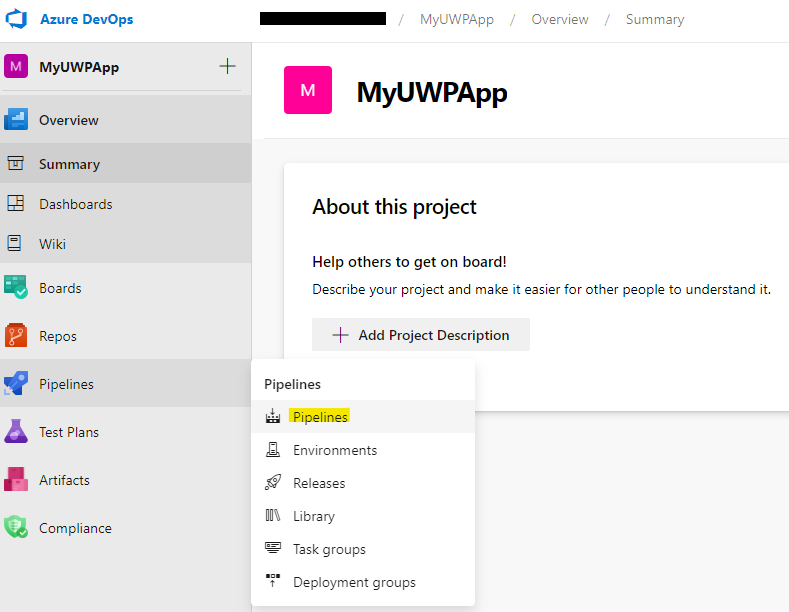 Azure DevOps
/ MyUWPApp / Overview / Summary
M MyUWPApp
Overview
Summary
Dashboards
Wiki
Boards
Repos
Pipelines
Test Plans
Artifacts
Compliance
M MyUWPApp
About this project
Help others to get on board!
Describe your project and make it easier for other people to understand it.
Add Project Description
Pipelines
Pipelines
Environments
Releases
Library
Task groups
Deployment groups